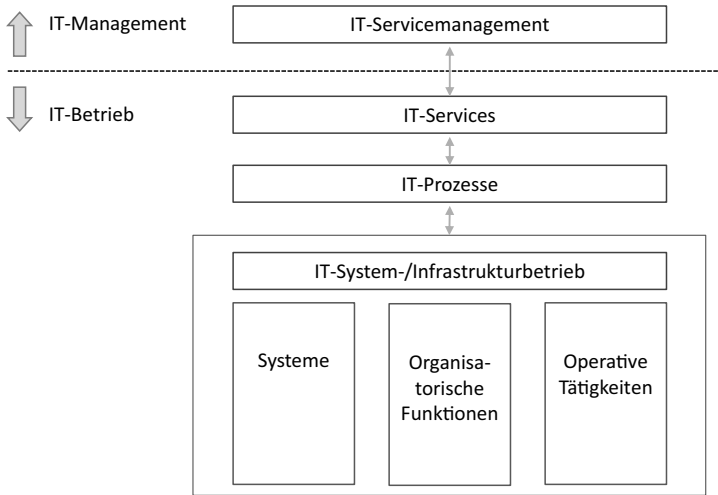 IT-Management
IT-Servicemanagement
IT-Betrieb
IT-Services
IT-Prozesse
IT-System-/Infrastrukturbetrieb
Systeme
Organisa-
torische
Funktionen
Operative
Tätigkeiten